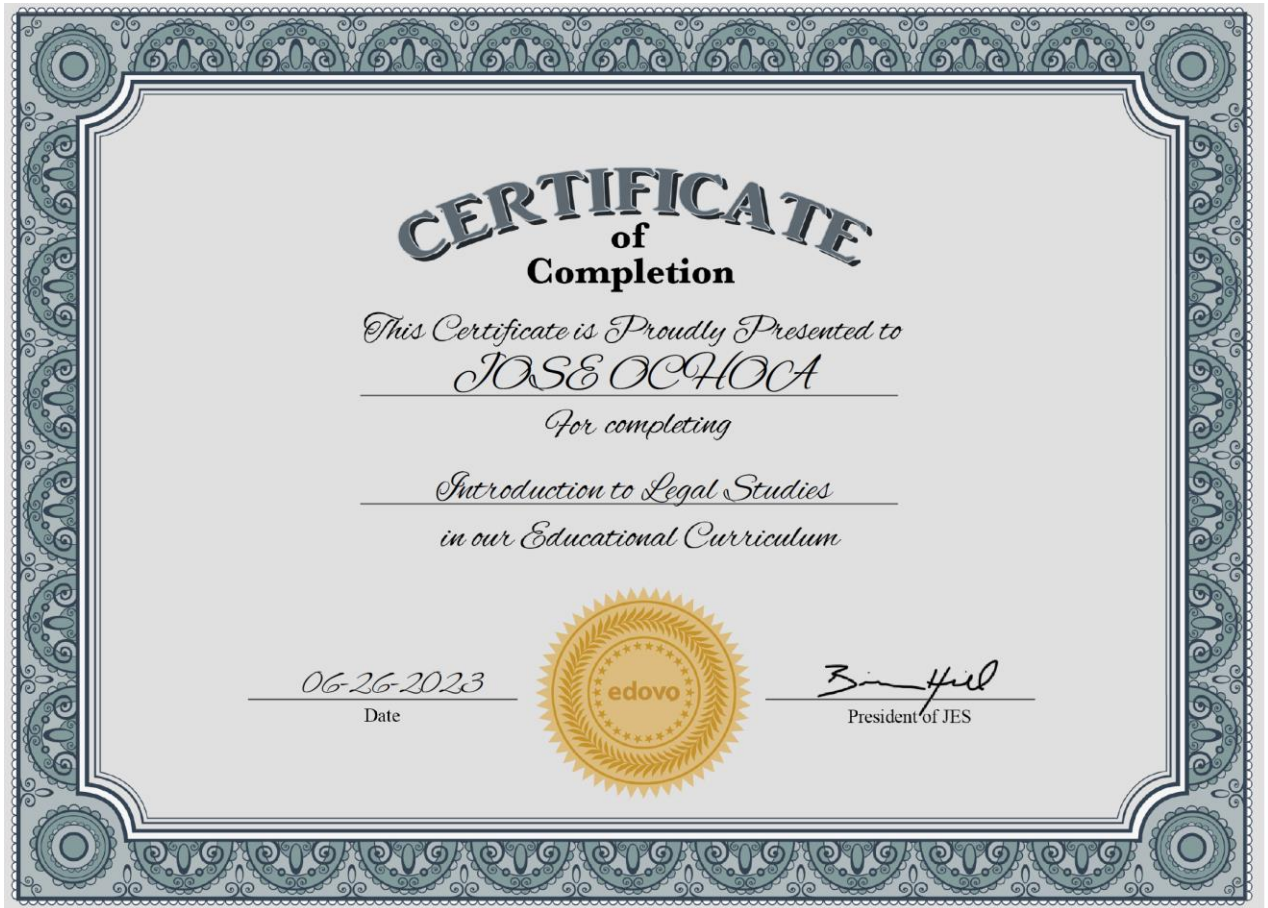 CERTIFICATE
of
Completion
This Certificate is Proudly Presented to
JOSE OCHOA
For completing
Introduction to Legal Studies
in our Educational Curriculum
06-26-2023
Date
edovo
Hill
President of JES